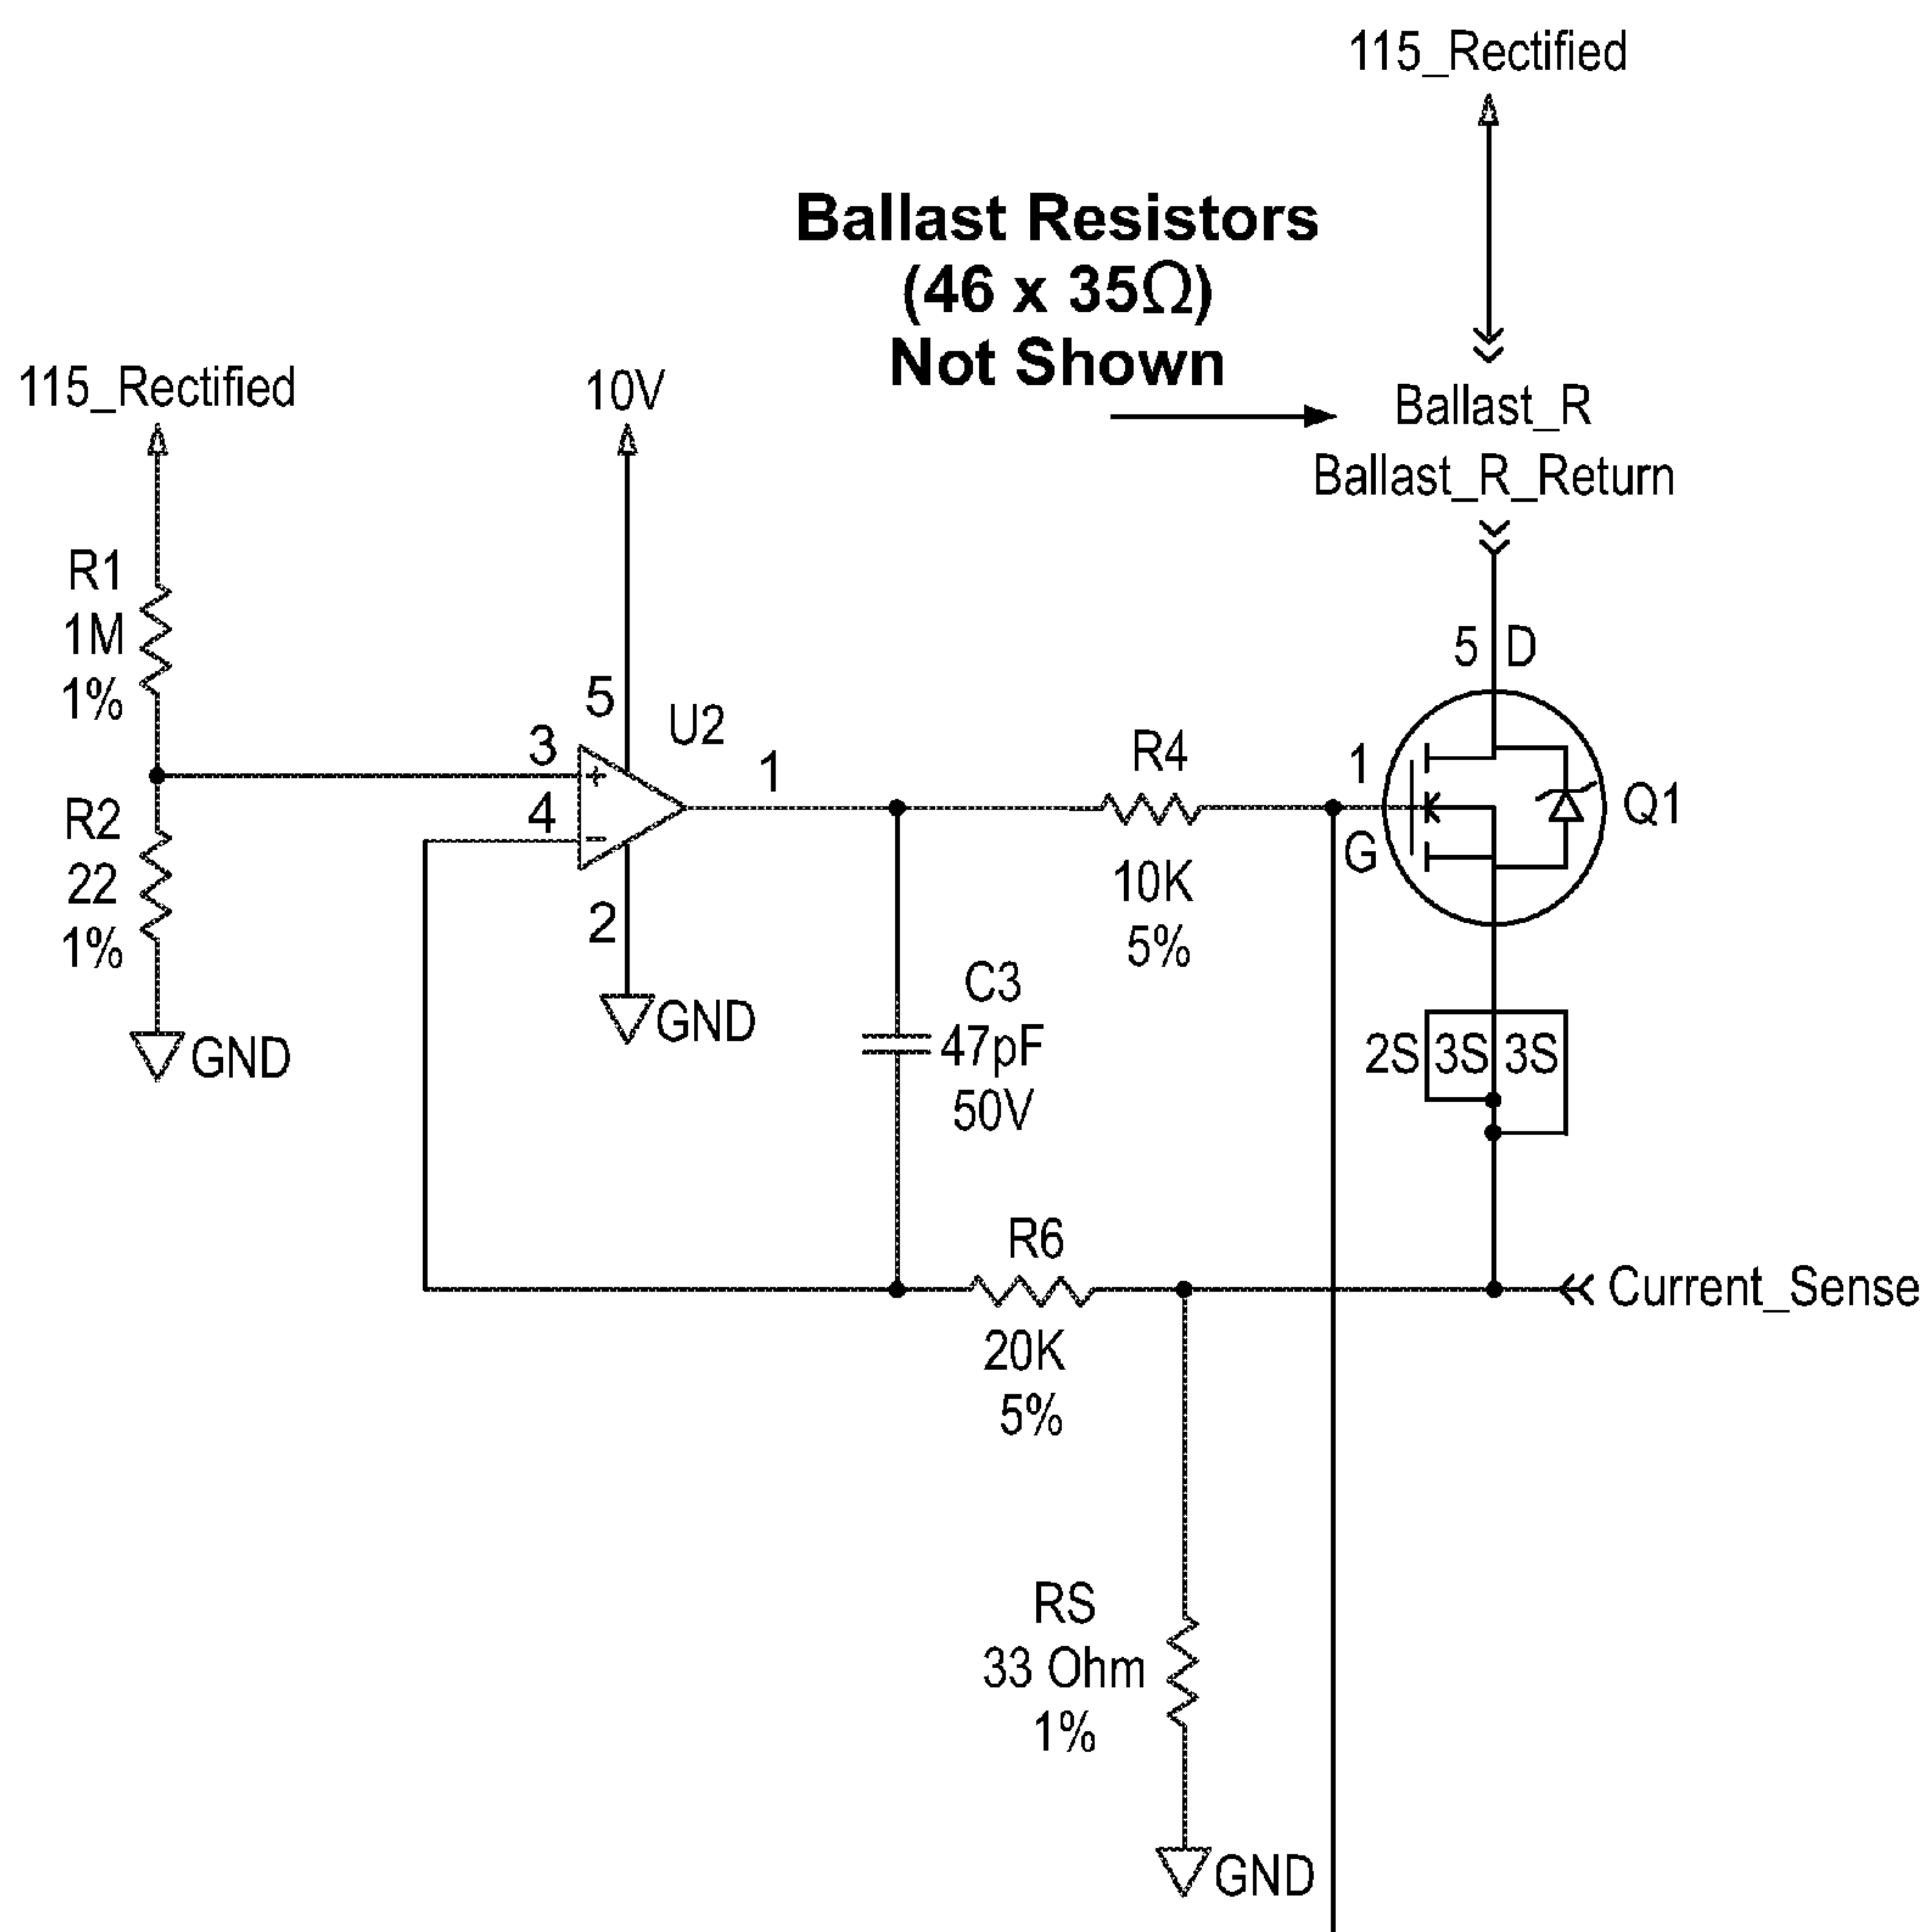 115_Rectified
Ballast Resistors
(46 x 35Ω)
Not Shown
115_Rectified
10V
Ballast_R
Ballast_R_Return
R1
1M
1%
5 D
5
U2
3
1
R4
1
4
R2
22
1%
Q1
G
10K
5%
2
GND
C3
47pF
50V
GND
2S 3S 3S
R6
20K
5%
Current_Sense
RS
33 Ohm
1%
GND
+
−